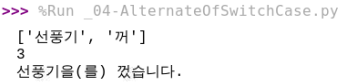 >>> %Run _04-AlternateOfSwitchCase.py
['선풍기', '꺼']
3
선풍기을(를) 껐습니다.